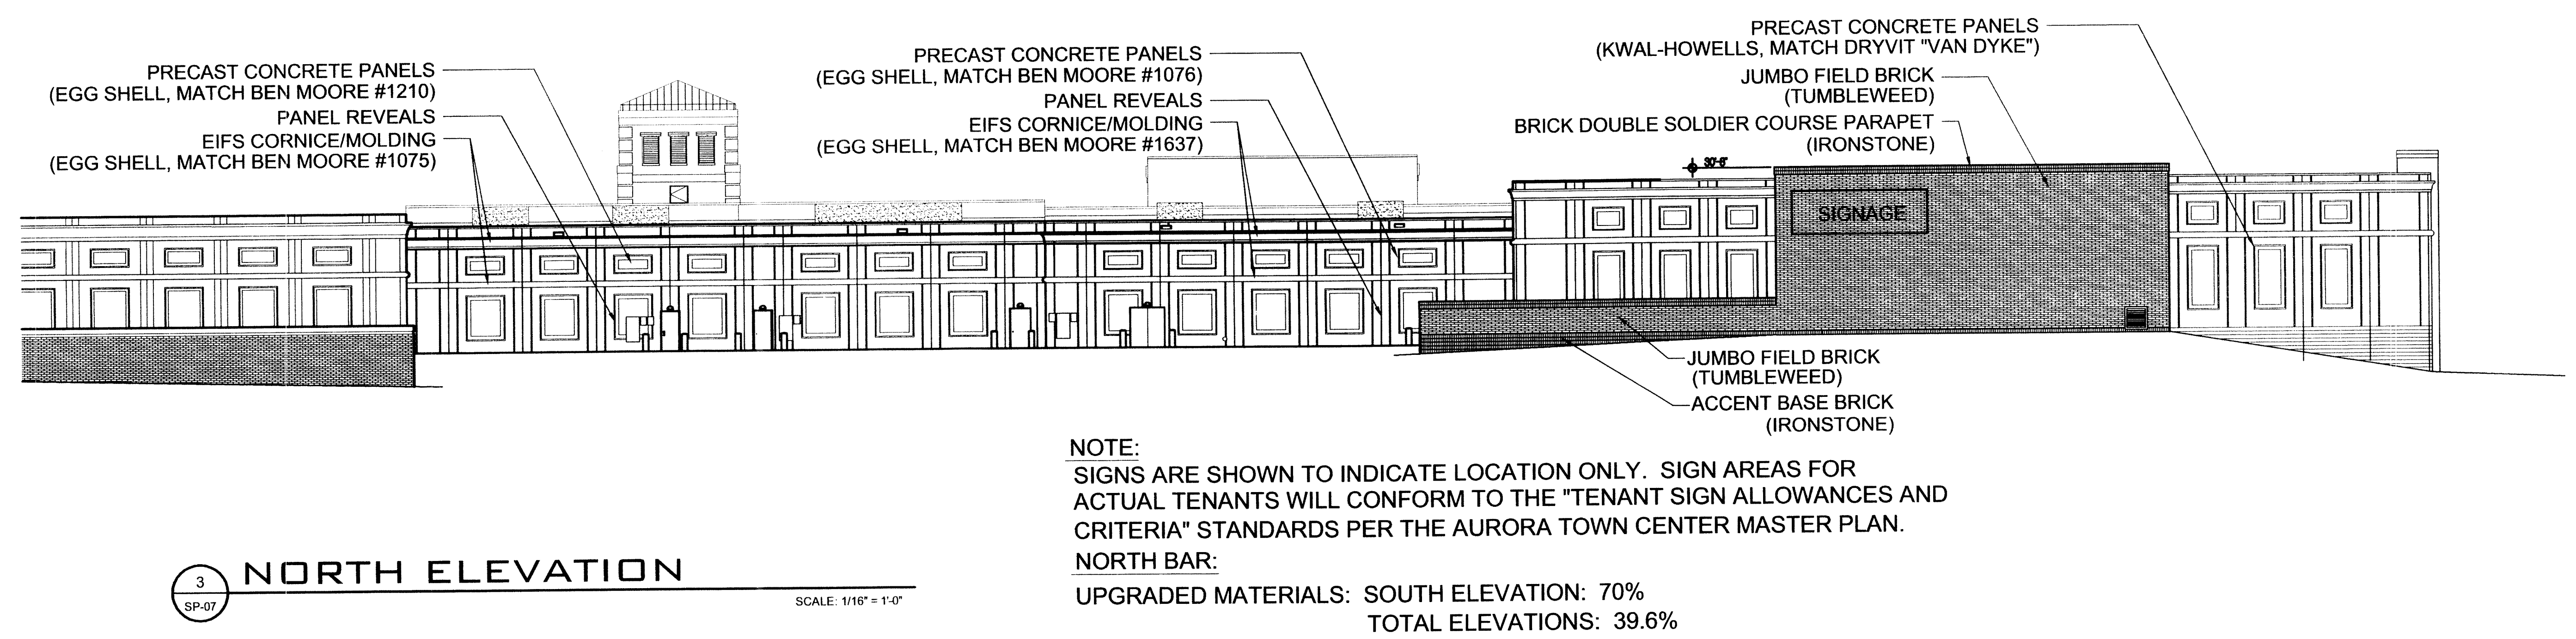 PRECAST CONCRETE PANELS
(EGG SHELL, MATCH BEN MOORE #1210)
PANEL REVEALS
EIFS CORNICE/MOLDING
(EGG SHELL, MATCH BEN MOORE #1075)
PRECAST CONCRETE PANELS
(EGG SHELL, MATCH BEN MOORE #1076)
PANEL REVEALS
EIFS CORNICE/MOLDING
(EGG SHELL, MATCH BEN MOORE #1637)
PRECAST CONCRETE PANELS
(KWAL-HOWELLS, MATCH DRYVIT "VAN DYKE")
JUMBO FIELD BRICK
(TUMBLEWEED)
BRICK DOUBLE SOLDIER COURSE PARAPET
(IRONSTONE)
30'-6"
SIGNAGE
JUMBO FIELD BRICK
(TUMBLEWEED)
ACCENT BASE BRICK
(IRONSTONE)
NOTE:
SIGNS ARE SHOWN TO INDICATE LOCATION ONLY. SIGN AREAS FOR
ACTUAL TENANTS WILL CONFORM TO THE "TENANT SIGN ALLOWANCES AND
CRITERIA" STANDARDS PER THE AURORA TOWN CENTER MASTER PLAN.
NORTH BAR:
UPGRADED MATERIALS: SOUTH ELEVATION: 70%
TOTAL ELEVATIONS: 39.6%
3
SP-07
NORTH ELEVATION
SCALE: 1/16" = 1'-0"